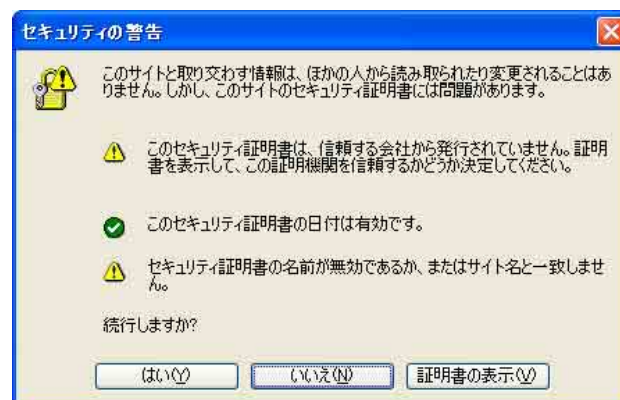 セキュリティの警告
このサイトと取り交わす情報は、ほかの人から読み取られたり変更されることはあ
りません。しかし、このサイトのセキュリティ証明書には問題があります。
このセキュリティ証明書は、信頼する会社から発行されていません。証明
書を表示して、この証明機関を信頼するかどうか決定してください。
このセキュリティ証明書の日付は有効です。
セキュリティ証明書の名前が無効であるか、またはサイト名と一致しませ
ん。
続行しますか?
はい(Y) いいえ(N) 証明書の表示(V)